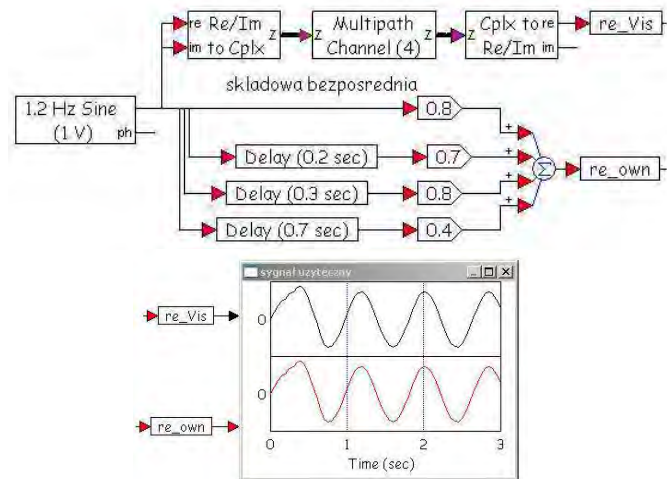 re Re/Im z
im to Cplx
z Multipath z
Channel (4)
z Cplx to re
Re/Im im
re_Vis
skladowa bezposrednia
1.2 Hz Sine
(1 V) ph
0.8
Delay (0.2 sec) 0.7
Delay (0.3 sec) 0.8
Delay (0.7 sec) 0.4
+
+
+
+
Σ
re_own
sygnał uzyteczny
re_Vis
0
re_own
0
0 1 2 3
Time (sec)